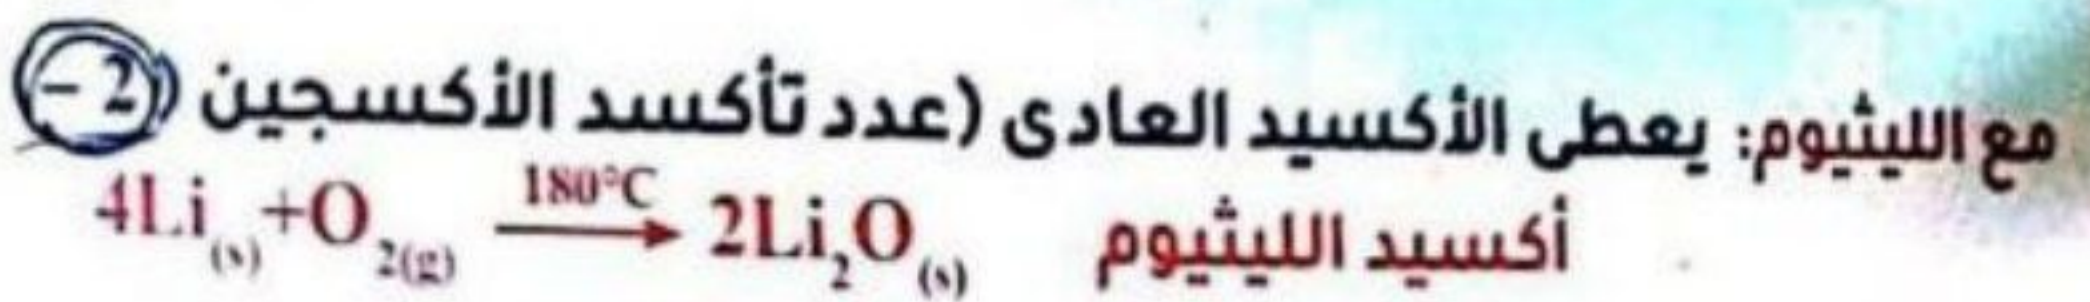 مع الليثيوم: يعطى الأكسيد العادى (عدد تأكسد الأكسجين (2 -
4Li(s) + O2(g) 180°C → 2Li2O(s) أكسيد الليثيوم